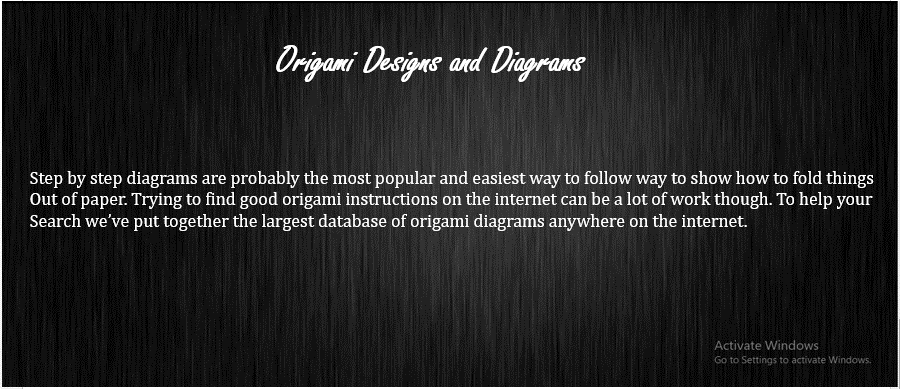 Origami Designs and Diagrams
Step by step diagrams are probably the most popular and easiest way to follow way to show how to fold things
Out of paper. Trying to find good origami instructions on the internet can be a lot of work though. To help your
Search we've put together the largest database of origami diagrams anywhere on the internet.
Activate Windows
Go to Settings to activate Windows.